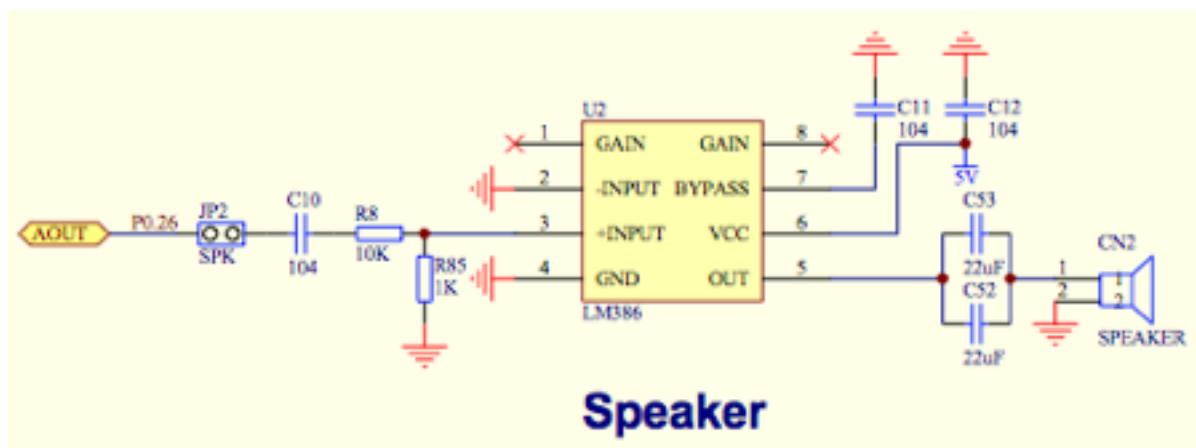 AOUT
P0.26
JP2
SPK
C10
104
R8
10K
R85
1K
U2
1 GAIN GAIN 8
2 -INPUT BYPASS 7
3 +INPUT VCC 6
4 GND OUT 5
LM386
C11
104
C12
104
5V
C53
22uF
C52
22uF
CN2
1 1
2 2
SPEAKER
Speaker